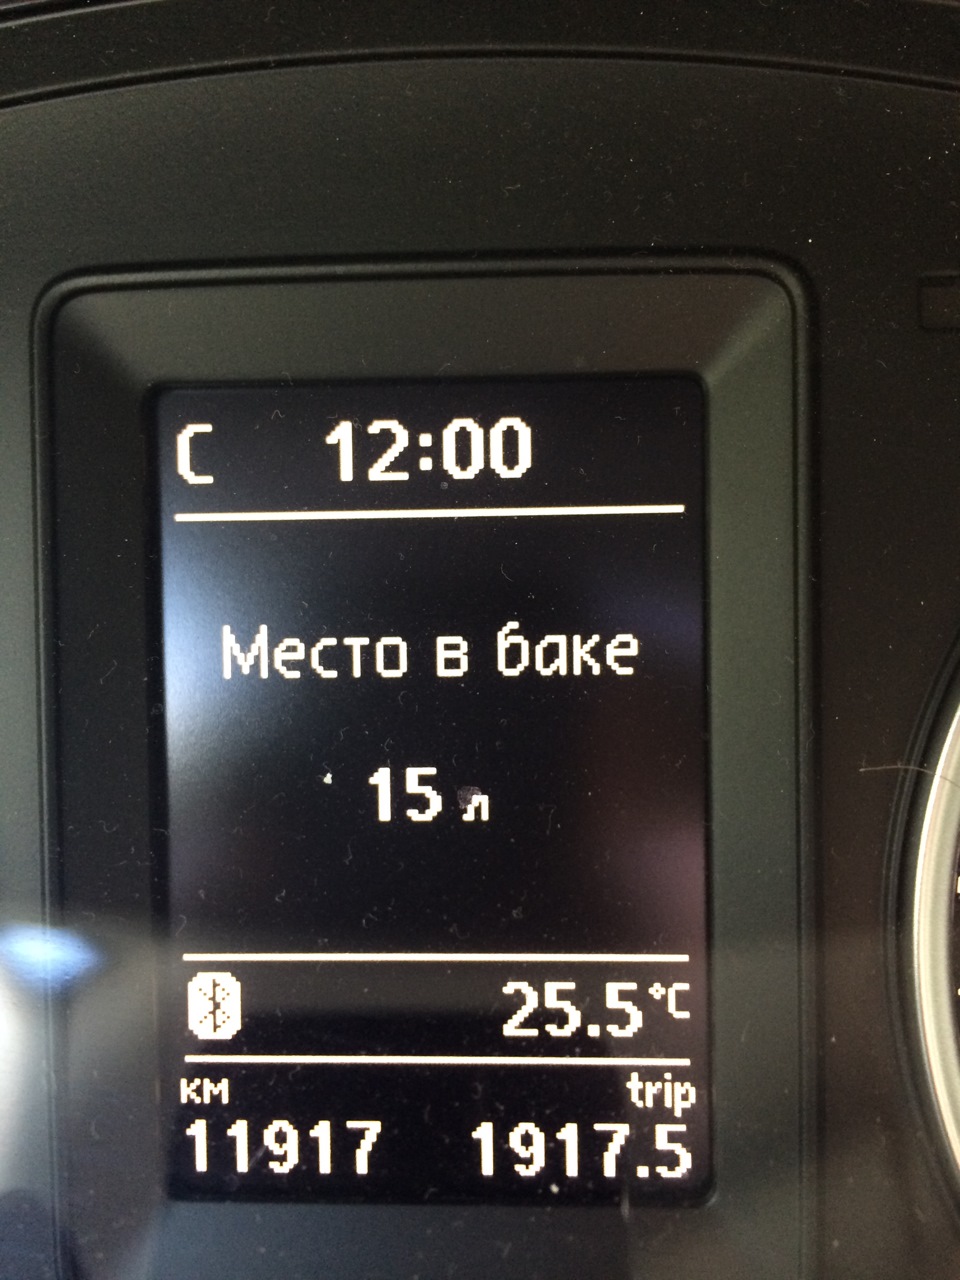 С 12:00
Место в баке
15 л
25.5°C
км trip
11917 1917.5